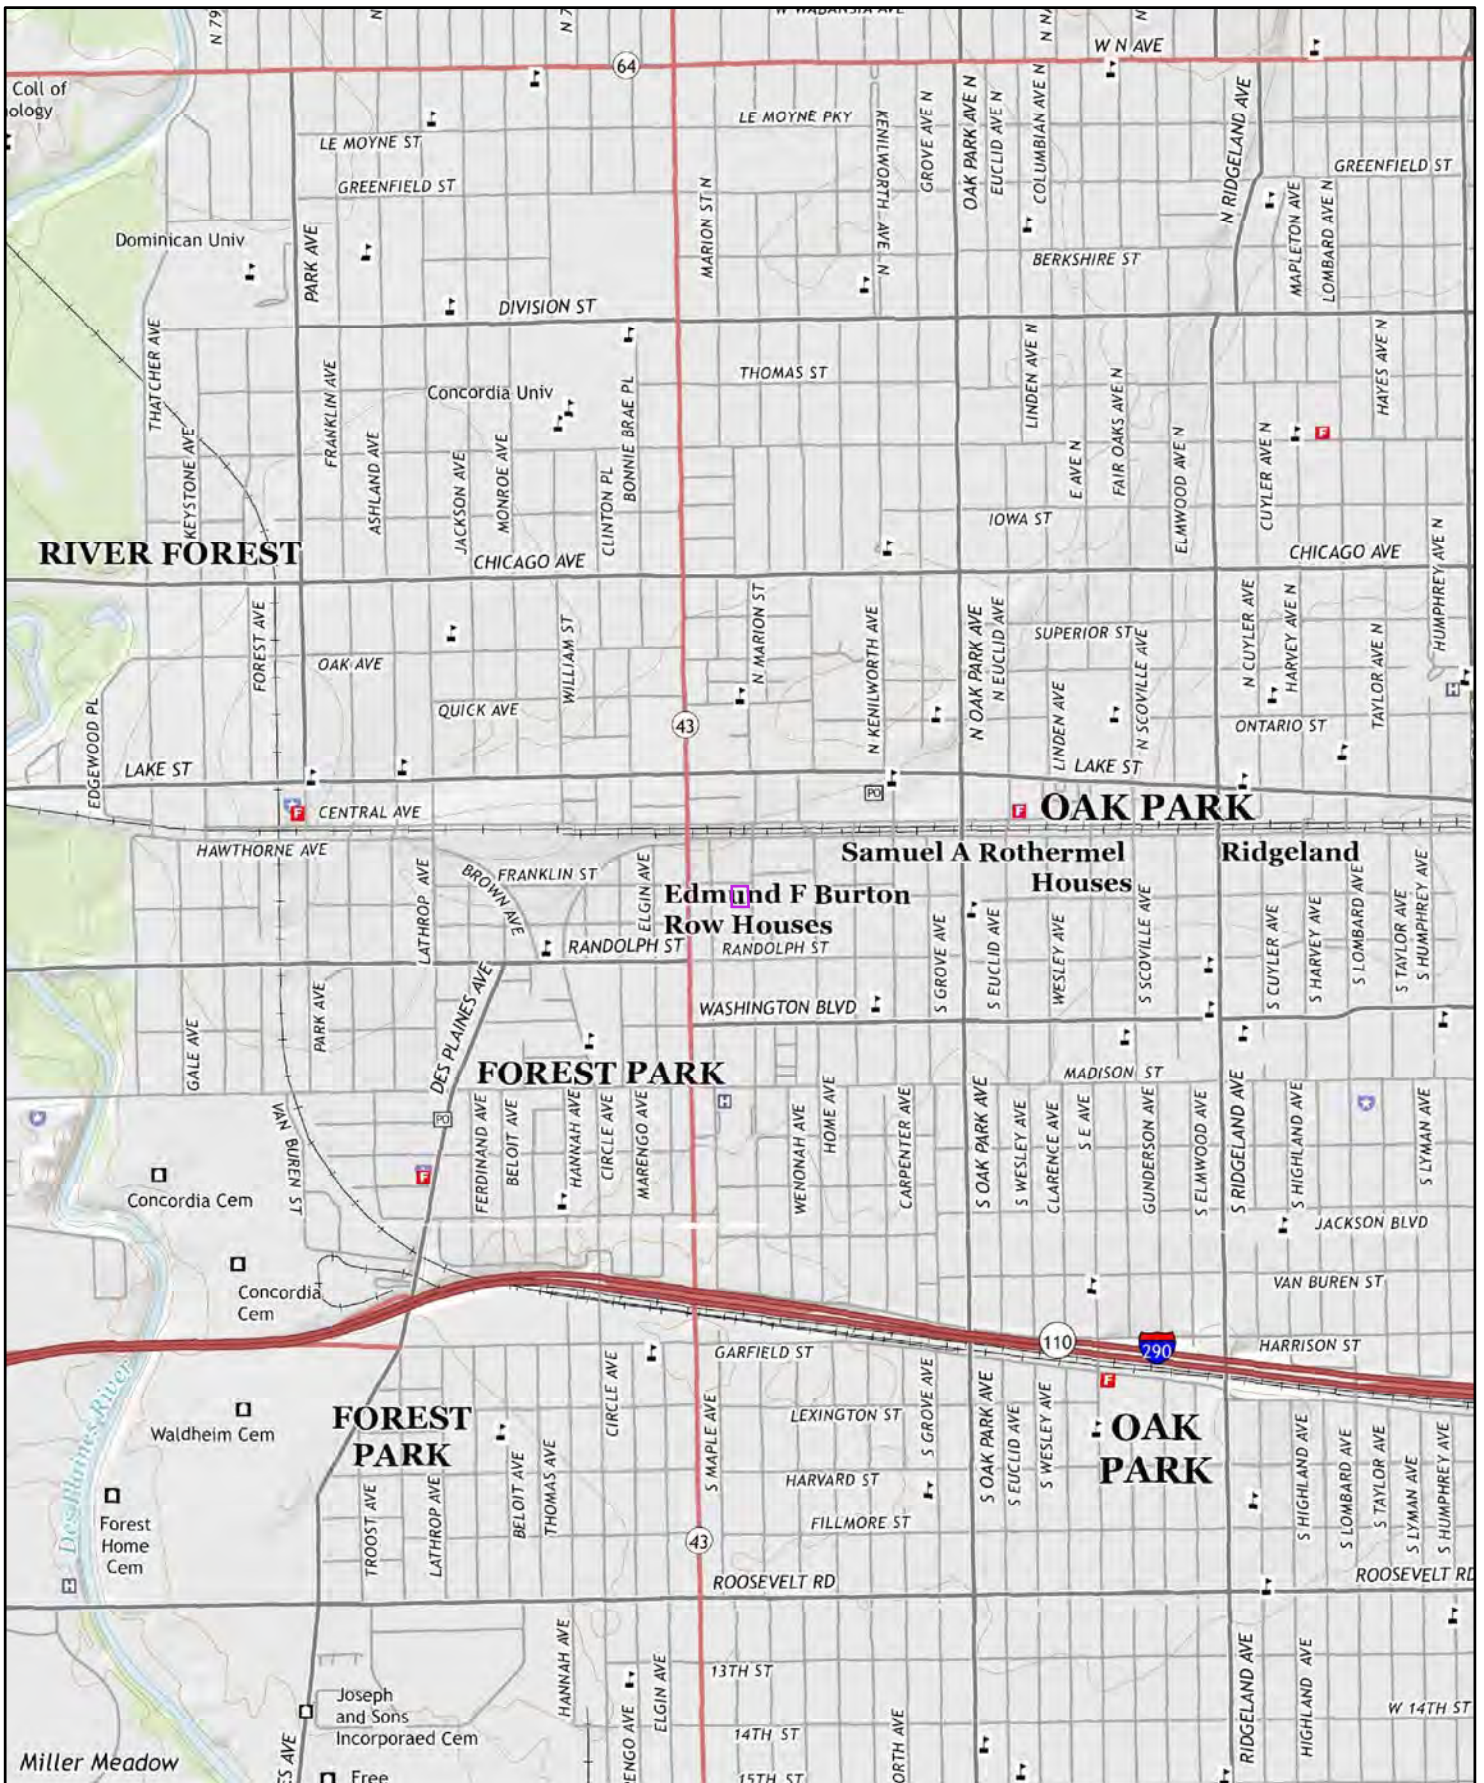 N 79
N
N 7
W WABANSIA AVE
N N
N
W N AVE
64
Coll of
ology
LE MOYNE ST
LE MOYNE PKY
KENILWORTH AVE N
GROVE AVE N
OAK PARK AVE N
EUCLID AVE N
COLUMBIAN AVE N
N RIDGELAND AVE
GREENFIELD ST
GREENFIELD ST
MARION ST N
MAPLETON AVE
LOMBARD AVE N
Dominican Univ
PARK AVE
BERKSHIRE ST
DIVISION ST
THATCHER AVE
FRANKLIN AVE
THOMAS ST
LINDEN AVE N
HAYES AVE N
Concordia Univ
BONNIE BRAE PL
FAIR OAKS AVE N
F
KEYSTONE AVE
ASHLAND AVE
JACKSON AVE
MONROE AVE
CLINTON PL
E AVE N
ELMWOOD AVE N
CUYLER AVE N
IOWA ST
HUMPHREY AVE N
RIVER FOREST
CHICAGO AVE
CHICAGO AVE
FOREST AVE
WILLIAM ST
N MARION ST
N KENILWORTH AVE
N OAK PARK AVE
N EUCLID AVE
SUPERIOR ST
N SCOVILLE AVE
N CUYLER AVE
HARVEY AVE N
TAYLOR AVE N
OAK AVE
H
QUICK AVE
43
LINDEN AVE
ONTARIO ST
EDGEWOOD PL
LAKE ST
LAKE ST
PO
F
CENTRAL AVE
F
OAK PARK
HAWTHORNE AVE
Samuel A Rothermel
Houses
Ridgeland
LATHROP AVE
BROWN AVE
FRANKLIN ST
ELGIN AVE
Edmund F Burton
Row Houses
RANDOLPH ST
RANDOLPH ST
S GROVE AVE
S EUCLID AVE
WESLEY AVE
S SCOVILLE AVE
S CUYLER AVE
S HARVEY AVE
S LOMBARD AVE
S TAYLOR AVE
S HUMPHREY AVE
DES PLAINES AVE
PARK AVE
GALE AVE
WASHINGTON BLVD
FOREST PARK
MADISON ST
H
PO
VAN BUREN ST
FERDINAND AVE
BELOIT AVE
HANNAH AVE
CIRCLE AVE
MARENGO AVE
WENONAH AVE
HOME AVE
CARPENTER AVE
S OAK PARK AVE
S WESLEY AVE
CLARENCE AVE
S E AVE
GUNDERSON AVE
S ELMWOOD AVE
S RIDGELAND AVE
S HIGHLAND AVE
S LYMAN AVE
F
Concordia Cem
JACKSON BLVD
Concordia
Cem
VAN BUREN ST
110
290
HARRISON ST
GARFIELD ST
F
Des Plaines River
CIRCLE AVE
S MAPLE AVE
LEXINGTON ST
S GROVE AVE
S OAK PARK AVE
S EUCLID AVE
S WESLEY AVE
FOREST
PARK
OAK
PARK
Waldheim Cem
S HIGHLAND AVE
S LOMBARD AVE
S TAYLOR AVE
S LYMAN AVE
S HUMPHREY AVE
TROOST AVE
LATHROP AVE
BELOIT AVE
THOMAS AVE
HARVARD ST
Forest
Home
Cem
FILLMORE ST
43
H
ROOSEVELT RD
ROOSEVELT RD
HANNAH AVE
ELGIN AVE
13TH ST
RIDGELAND AVE
HIGHLAND AVE
Joseph
and Sons
Incorporaed Cem
ENGO AVE
14TH ST
ORTH AVE
W 14TH ST
Miller Meadow
ES AVE
Free
15TH ST